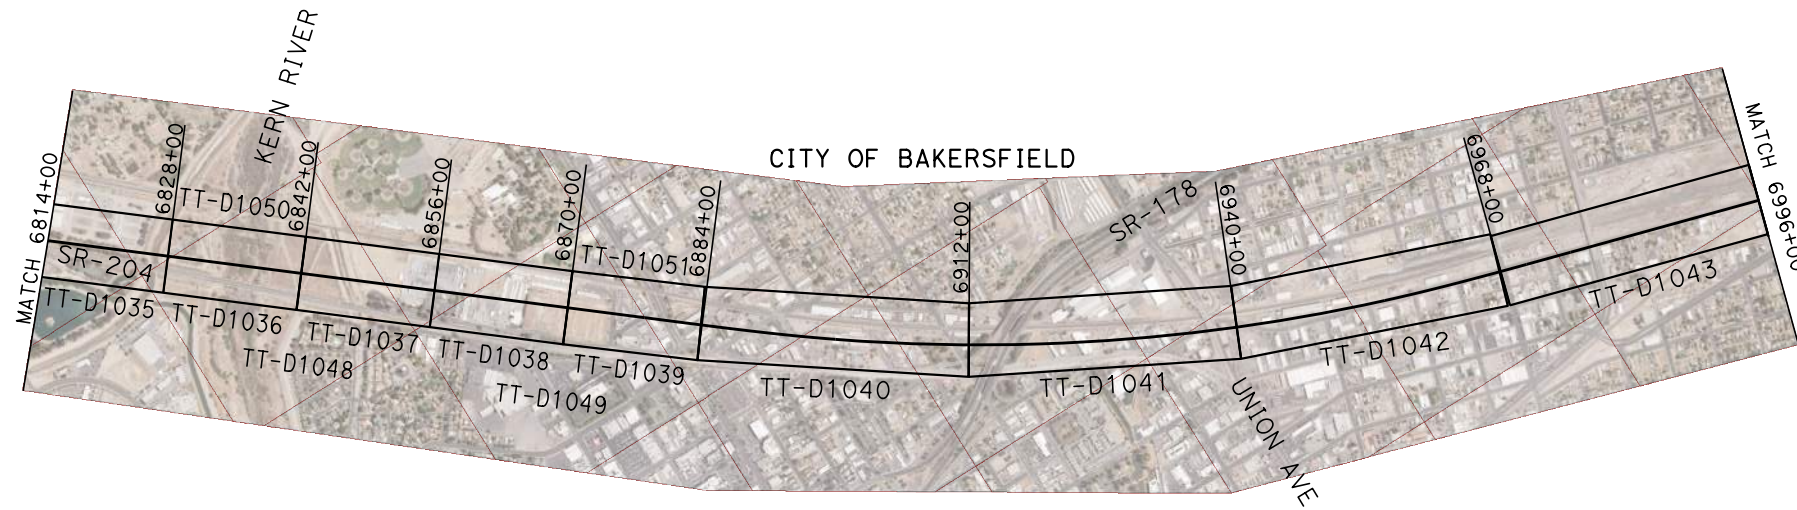 KERN RIVER
CITY OF BAKERSFIELD
MATCH 6814+00
6828+00
6842+00
6856+00
6870+00
6884+00
6912+00
6940+00
6968+00
MATCH 6996+00
SR-204
SR-178
UNION AVE
TT-D1050
TT-D1051
TT-D1035
TT-D1036
TT-D1037
TT-D1038
TT-D1039
TT-D1040
TT-D1041
TT-D1042
TT-D1043
TT-D1048
TT-D1049